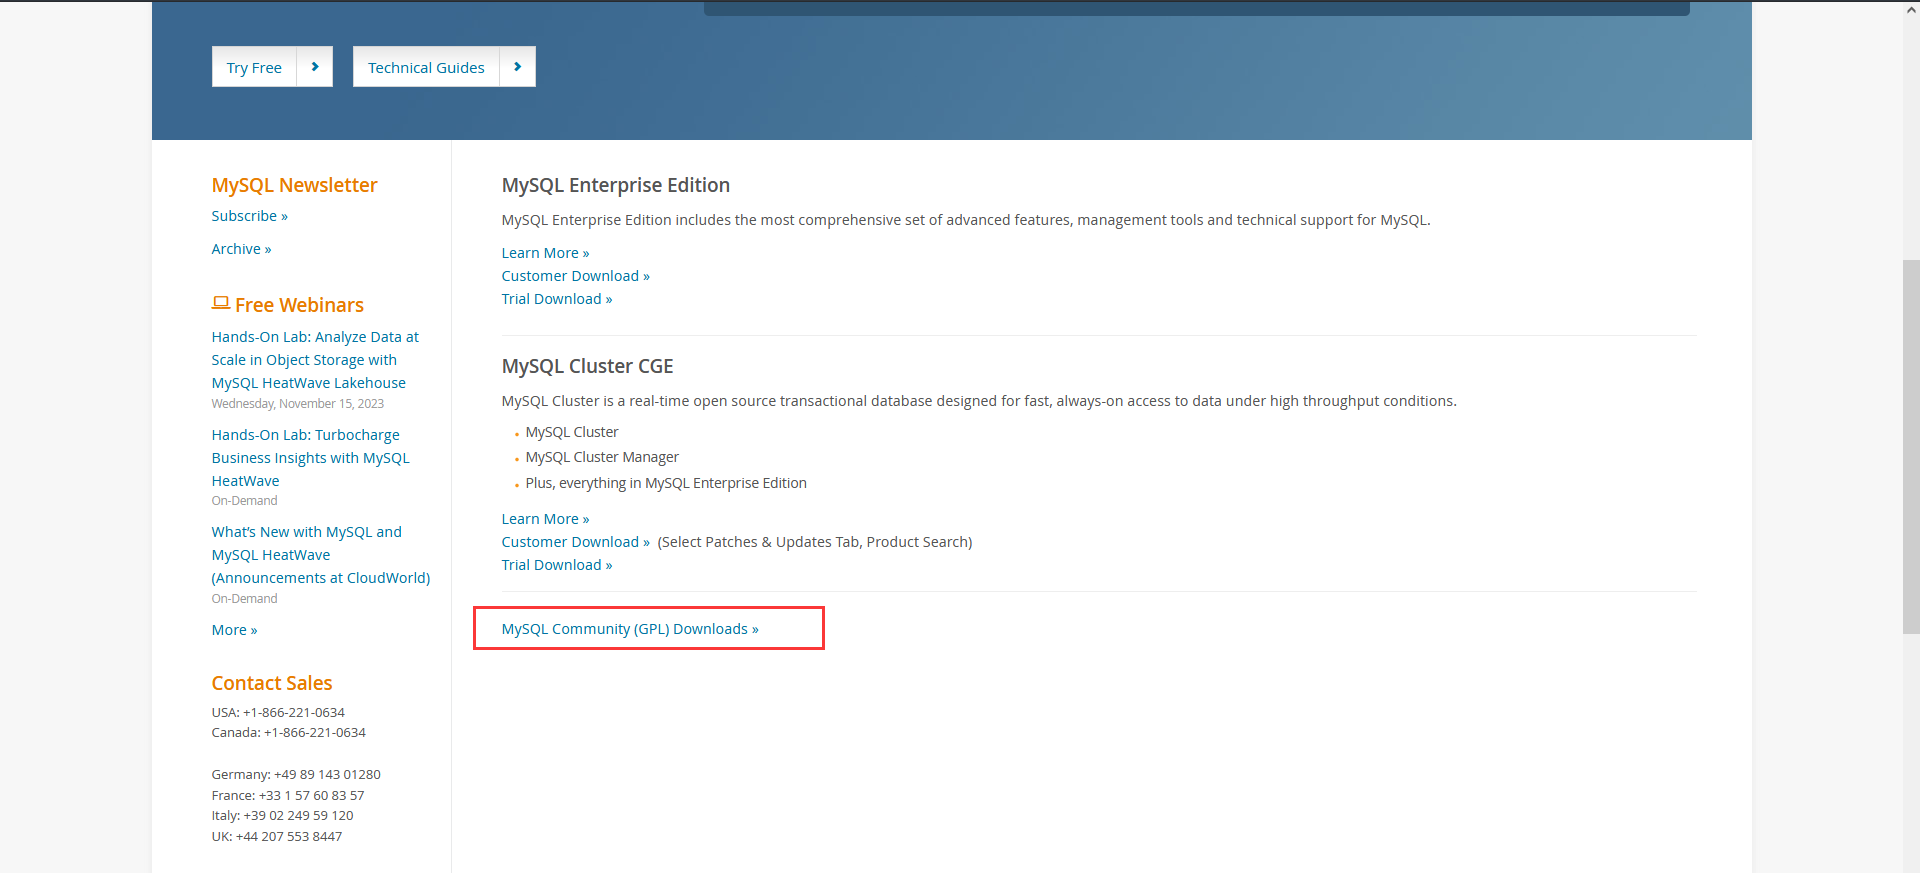 Try Free
Technical Guides
MySQL Newsletter
Subscribe »
Archive »
Free Webinars
Hands-On Lab: Analyze Data at
Scale in Object Storage with
MySQL HeatWave Lakehouse
Wednesday, November 15, 2023
Hands-On Lab: Turbocharge
Business Insights with MySQL
HeatWave
On-Demand
What's New with MySQL and
MySQL HeatWave
(Announcements at CloudWorld)
On-Demand
More »
Contact Sales
USA: +1-866-221-0634
Canada: +1-866-221-0634
Germany: +49 89 143 01280
France: +33 1 57 60 83 57
Italy: +39 02 249 59 120
UK: +44 207 553 8447
MySQL Enterprise Edition
MySQL Enterprise Edition includes the most comprehensive set of advanced features, management tools and technical support for MySQL.
Learn More »
Customer Download »
Trial Download »
MySQL Cluster CGE
MySQL Cluster is a real-time open source transactional database designed for fast, always-on access to data under high throughput conditions.
• MySQL Cluster
• MySQL Cluster Manager
• Plus, everything in MySQL Enterprise Edition
Learn More »
Customer Download » (Select Patches & Updates Tab, Product Search)
Trial Download »
MySQL Community (GPL) Downloads »